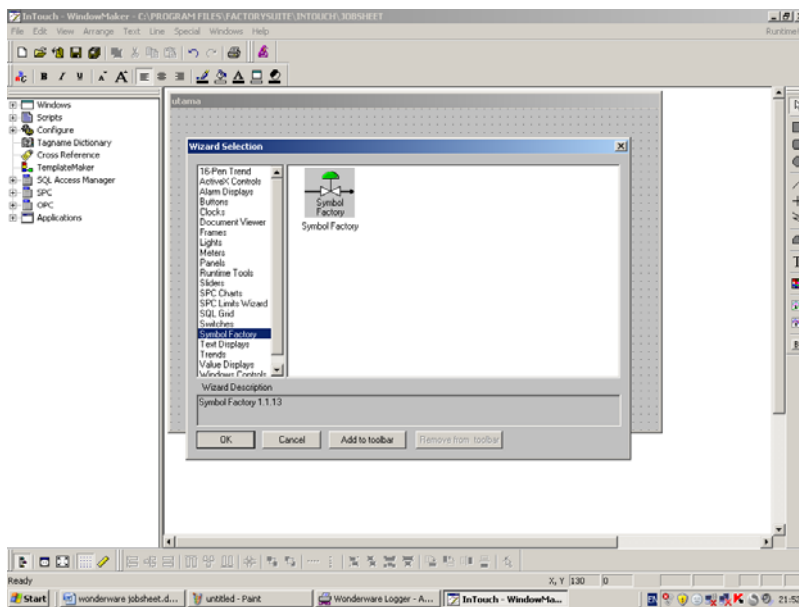 InTouch - WindowMaker - C:\PROGRAM FILES\FACTORYSUITE\INTOUCH\JOBSHEET
File Edit View Arrange Text Line Special Windows Help
Runtime!
Windows
Scripts
Configure
Tagname Dictionary
Cross Reference
TemplateMaker
SQL Access Manager
SPC
OPC
Applications
utama
Wizard Selection
16-Pen Trend
ActiveX Controls
Alarm Displays
Buttons
Clocks
Document Viewer
Frames
Lights
Meters
Panels
Runtime Tools
Sliders
SPC Charts
SPC Limits Wizard
SQL Grid
Switches
Symbol Factory
Text Displays
Trends
Value Displays
Windows Controls
Symbol
Factory
Symbol Factory
Wizard Description
Symbol Factory 1.1.13
OK Cancel Add to toolbar Remove from toolbar
Ready
X, Y 130 0
Start wonderware jobsheet.d... untitled - Paint Wonderware Logger - A... InTouch - WindowMa...
EN
21:52